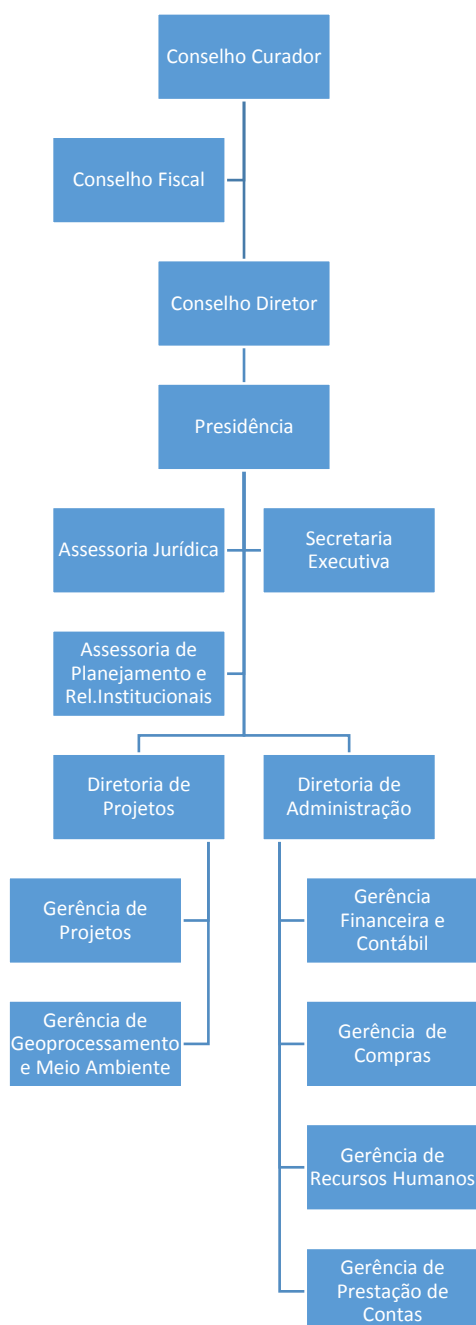 Conselho Curador
Conselho Fiscal
Conselho Diretor
Presidência
Assessoria Jurídica
Secretaria
Executiva
Assessoria de
Planejamento e
Rel.Institucionais
Diretoria de
Projetos
Diretoria de
Administração
Gerência de
Projetos
Gerência
Financeira e
Contábil
Gerência de
Geoprocessamento
e Meio Ambiente
Gerência  de
Compras
Gerência de
Recursos Humanos
Gerência de
Prestação de
Contas